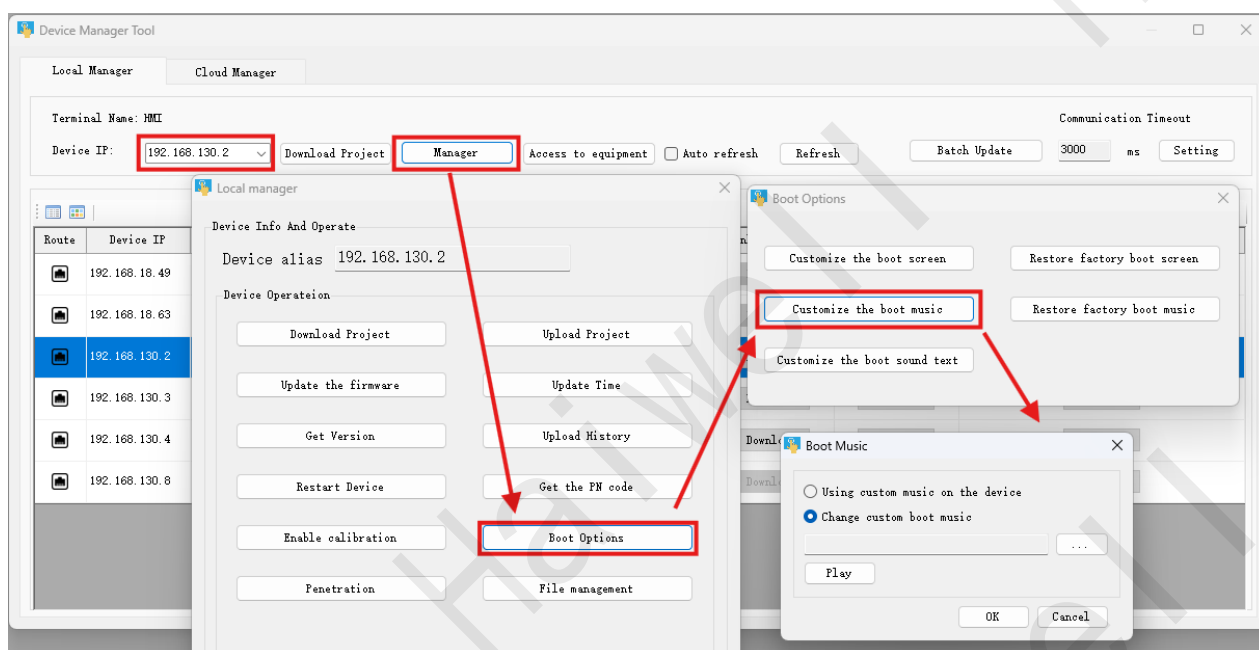 Device Manager Tool
Local Manager
Cloud Manager
Terminal Name: HMI
Communication Timeout
Device IP:
192.168.130.2
Download Project
Manager
Access to equipment
Auto refresh
Refresh
Batch Update
3000
ms
Setting
Route
Device IP
192.168.18.49
192.168.18.63
192.168.130.2
192.168.130.3
192.168.130.4
192.168.130.8
Local manager
Device Info And Operate
Device alias
192.168.130.2
Device Operateion
Download Project
Upload Project
Update the firmware
Update Time
Get Version
Upload History
Restart Device
Get the PN code
Enable calibration
Boot Options
Penetration
File management
Boot Options
Customize the boot screen
Restore factory boot screen
Customize the boot music
Restore factory boot music
Customize the boot sound text
Boot Music
Using custom music on the device
Change custom boot music
...
Play
OK
Cancel
Haiwell